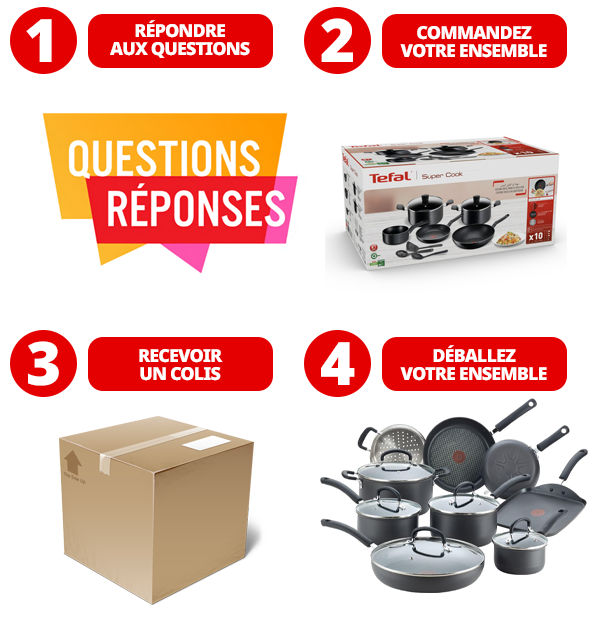 1
RÉPONDRE
AUX QUESTIONS
2
COMMANDEZ
VOTRE ENSEMBLE
QUESTIONS
RÉPONSES
Tefal
Super Cook
x10
3
RECEVOIR
UN COLIS
4
DÉBALLEZ
VOTRE ENSEMBLE